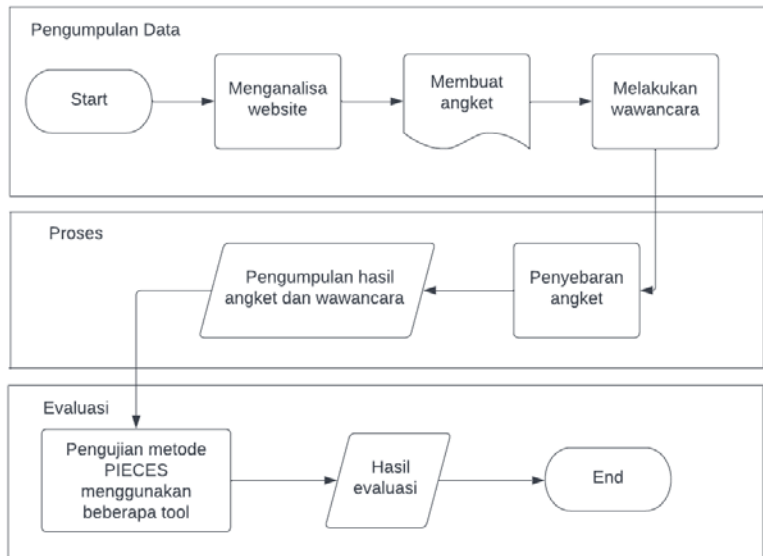 Pengumpulan Data
Start
Menganalisa
website
Membuat
angket
Melakukan
wawancara
Proses
Penyebaran
angket
Pengumpulan hasil
angket dan wawancara
Evaluasi
Pengujian metode
PIECES
menggunakan
beberapa tool
Hasil
evaluasi
End